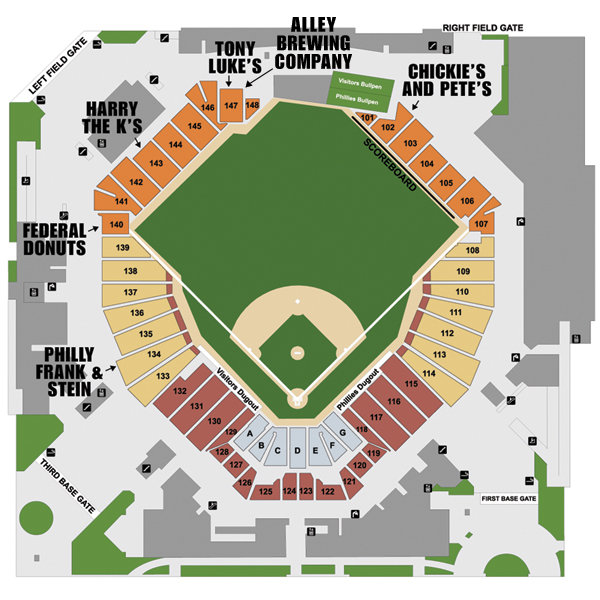 ALLEY
BREWING
COMPANY
RIGHT FIELD GATE
TONY
LUKE'S
LEFT FIELD GATE
CHICKIE'S
AND PETE'S
Visitors Bullpen
Phillies Bullpen
HARRY
THE K'S
146
147
148
145
144
143
142
141
140
101
102
103
104
105
106
107
SCOREBOARD
FEDERAL
DONUTS
139
138
137
136
135
134
133
108
109
110
111
112
113
114
PHILLY
FRANK &
STEIN
Visitors Dugout
Phillies Dugout
132
131
130
129
128
127
126
125
124
123
122
121
120
119
118
117
116
115
A
B
C
D
E
F
G
THIRD BASE GATE
FIRST BASE GATE